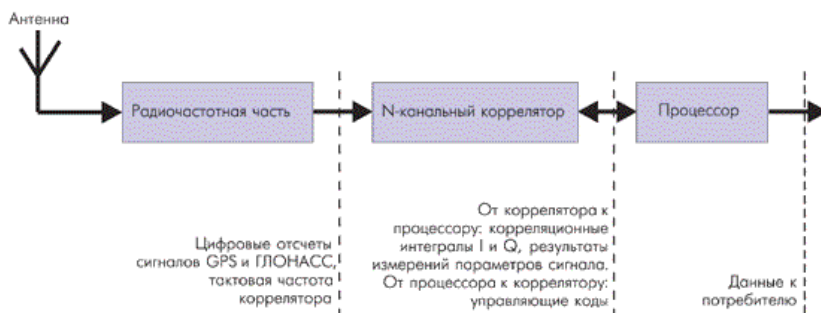 Антенна
Радиочастотная часть
N-канальный коррелятор
Процессор
Цифровые отсчеты
сигналов GPS и ГЛОНАСС,
тактовая частота
коррелятора
От коррелятора к
процессару: корреляционные
интегралы I и Q, результаты
измерений параметров сигнала.
От процессора к коррелятору:
управляющие коды
Данные к
потребителю